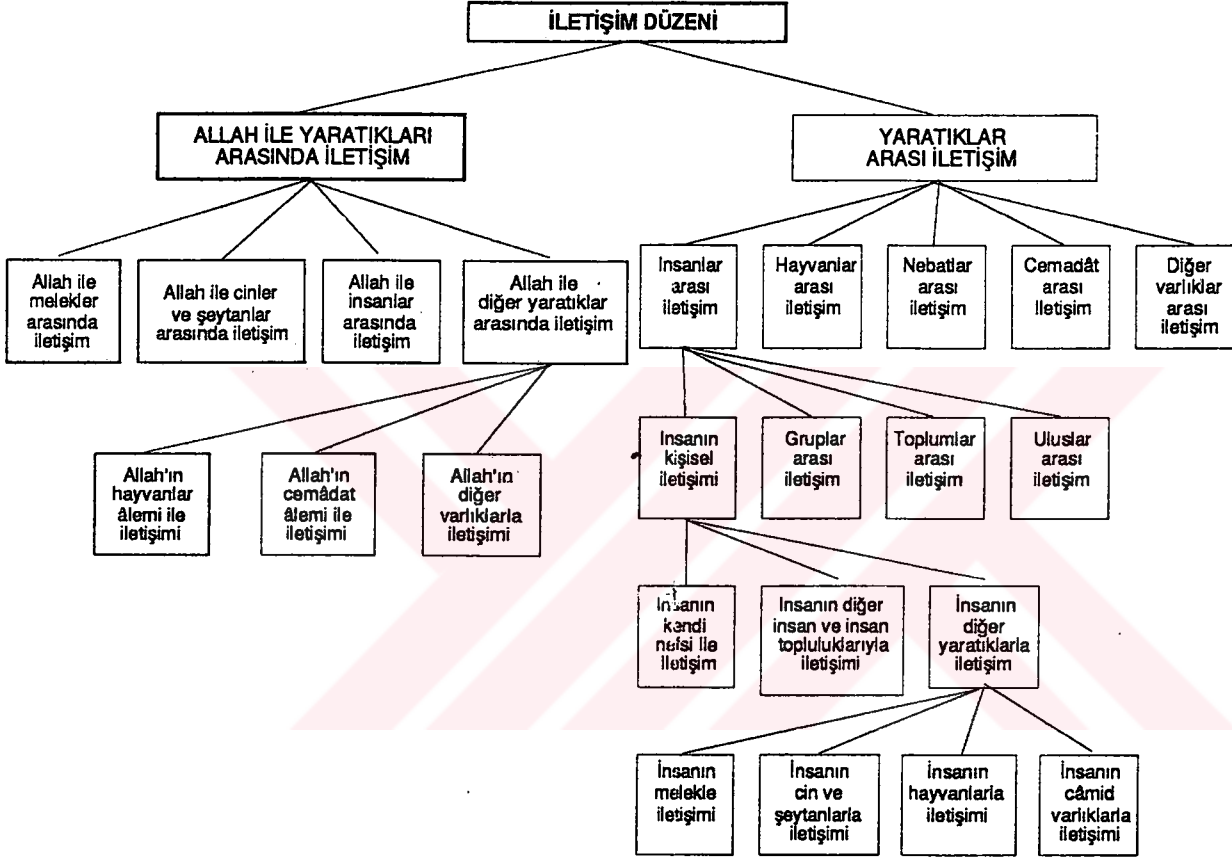 İLETİŞİM DÜZENİ
ALLAH İLE YARATIKLARI
ARASINDA İLETİŞİM
YARATIKLAR
ARASI İLETİŞİM
Allah ile
melekler
arasında
iletişim
Allah ile cinler
ve şeytanlar
arasında iletişim
Allah ile
insanlar
arasında
iletişim
Allah ile
diğer yaratıklar
arasında iletişim
Insanlar
arası
iletişim
Hayvanlar
arası
iletişim
Nebatlar
arası
iletişim
Cemadât
arası
İletişim
Diğer
varlıklar
arası
iletişim
Allah'ın
hayvanlar
âlemi ile
iletişimi
Allah'ın
cemâdat
âlemi ile
iletişimi
Allah'ın
diğer
varlıklarla
iletişimi
Insanın
kişisel
iletişimi
Gruplar
arası
iletişim
Toplumlar
arası
iletişim
Uluslar
arası
iletişim
Insanın
kendi
nefsi ile
iletişim
Insanın diğer
insan ve insan
topluluklarıyla
iletişimi
İnsanın
diğer
yaratıklarla
iletişim
İnsanın
melekle
iletişimi
İnsanın
cin ve
şeytanlarla
iletişimi
İnsanın
hayvanlarla
iletişimi
İnsanın
câmid
varlıklarla
iletişimi